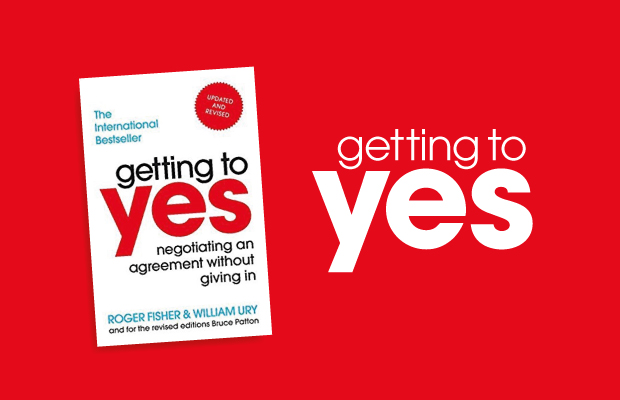 The
International
Bestseller
UPDATED
AND
REVISED
getting to
yes
negotiating an
agreement without
giving in
ROGER FISHER & WILLIAM URY
and for the revised editions Bruce Patton
getting to
yes